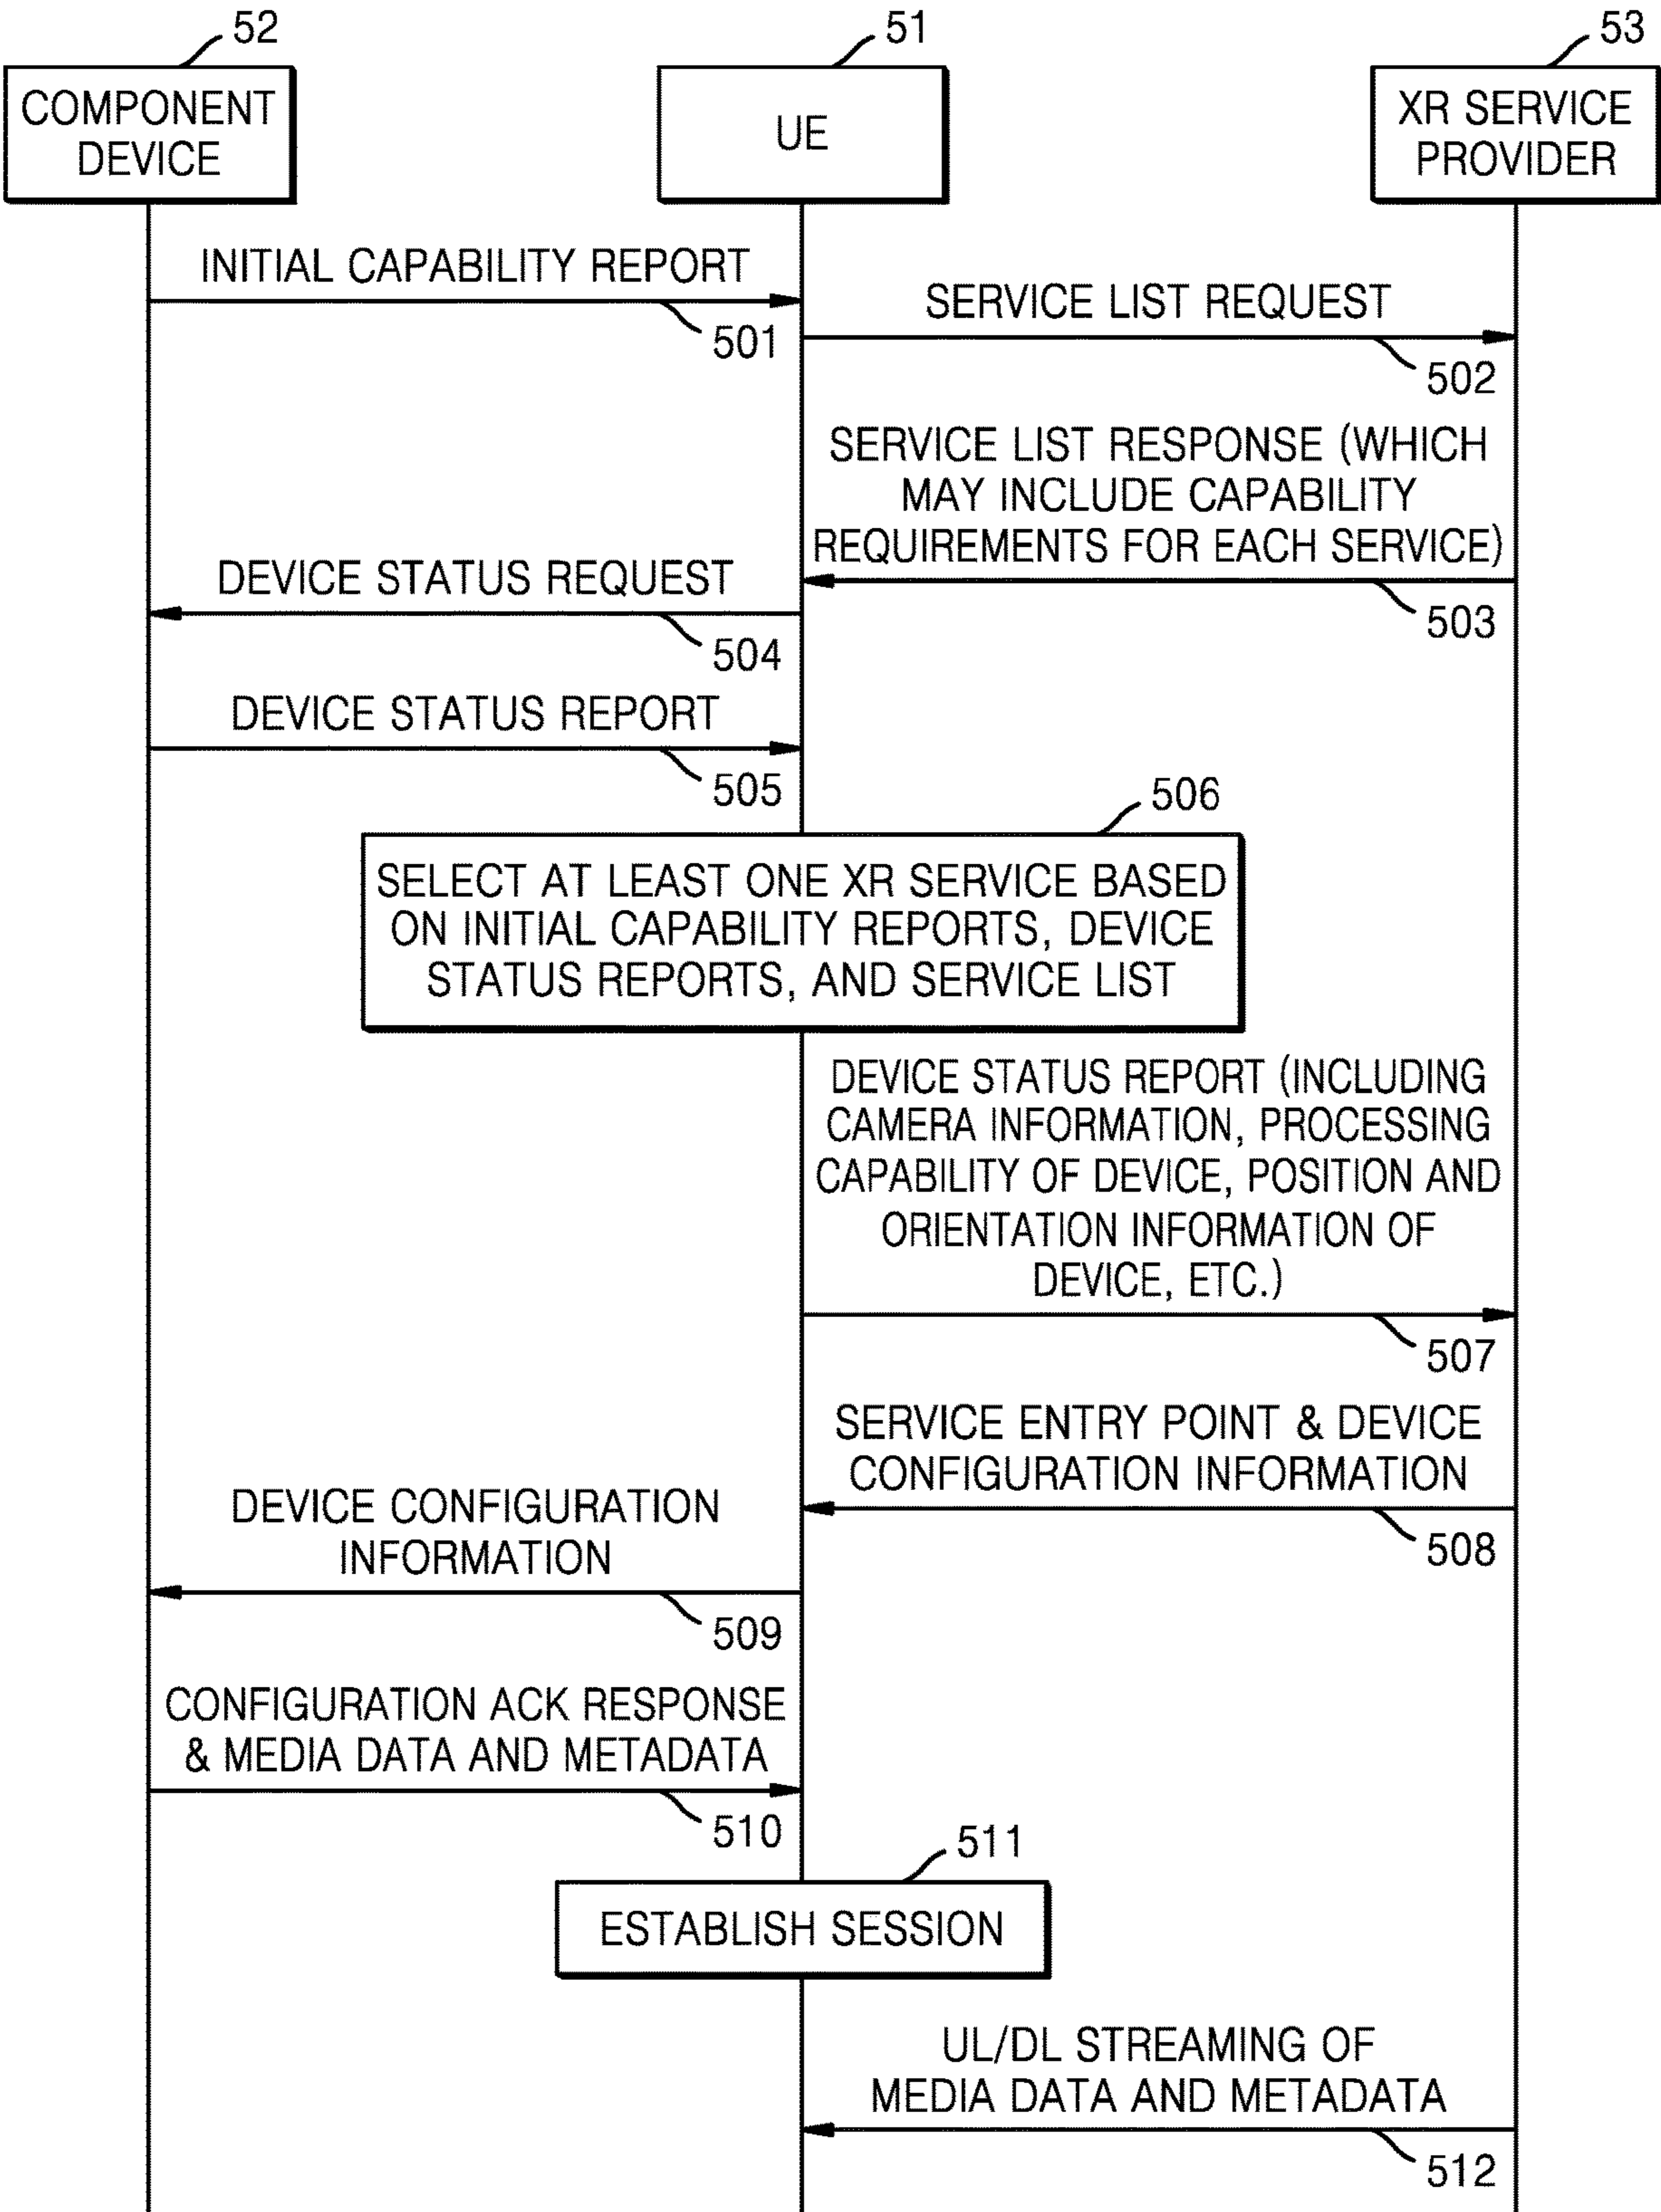 52
51
53
COMPONENT
DEVICE
UE
XR SERVICE
PROVIDER
INITIAL CAPABILITY REPORT
501
SERVICE LIST REQUEST
502
SERVICE LIST RESPONSE (WHICH
MAY INCLUDE CAPABILITY
REQUIREMENTS FOR EACH SERVICE)
503
DEVICE STATUS REQUEST
504
DEVICE STATUS REPORT
505
506
SELECT AT LEAST ONE XR SERVICE BASED
ON INITIAL CAPABILITY REPORTS, DEVICE
STATUS REPORTS, AND SERVICE LIST
DEVICE STATUS REPORT (INCLUDING
CAMERA INFORMATION, PROCESSING
CAPABILITY OF DEVICE, POSITION AND
ORIENTATION INFORMATION OF
DEVICE, ETC.)
507
SERVICE ENTRY POINT & DEVICE
CONFIGURATION INFORMATION
508
DEVICE CONFIGURATION
INFORMATION
509
CONFIGURATION ACK RESPONSE
& MEDIA DATA AND METADATA
510
511
ESTABLISH SESSION
UL/DL STREAMING OF
MEDIA DATA AND METADATA
512